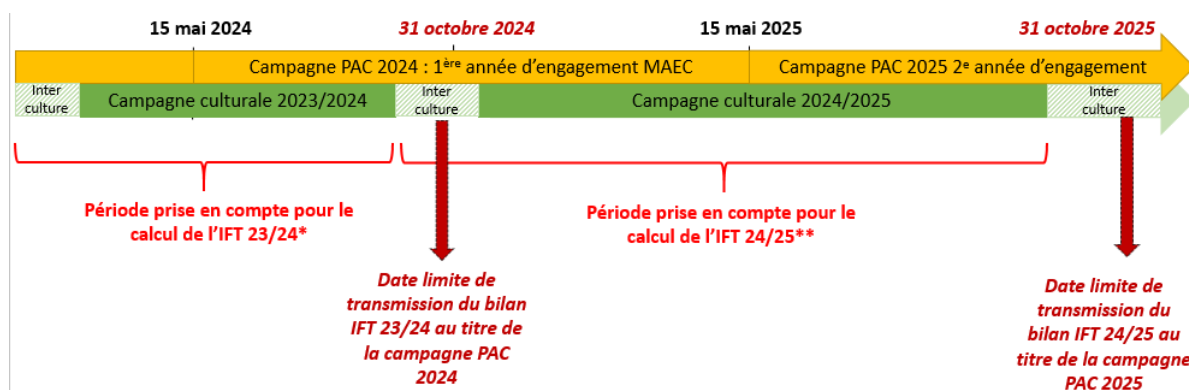 15 mai 2024
31 octobre 2024
15 mai 2025
31 octobre 2025
Campagne PAC 2024 : 1ère année d'engagement MAEC
Campagne PAC 2025 2e année d'engagement
Inter
culture
Campagne culturale 2023/2024
Inter
culture
Campagne culturale 2024/2025
Inter
culture
Période prise en compte pour le
calcul de l'IFT 23/24*
Période prise en compte pour le
calcul de l'IFT 24/25**
Date limite de
transmission du bilan
IFT 23/24 au titre de
la campagne PAC
2024
Date limite de
transmission du
bilan IFT 24/25 au
titre de la campagne
PAC 2025